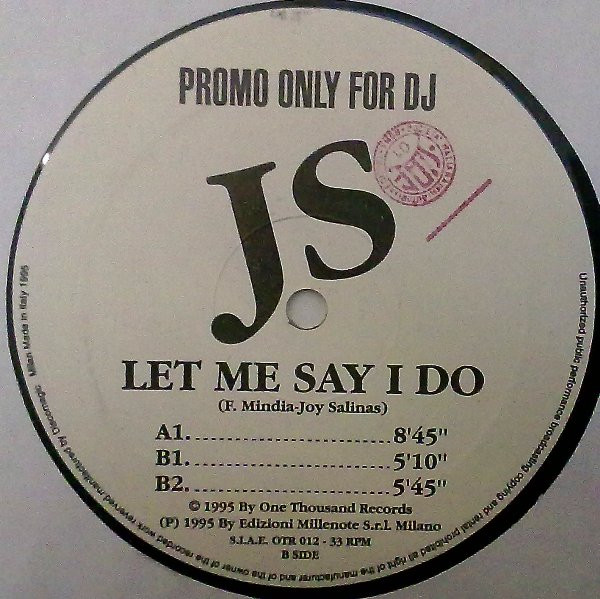 PROMO ONLY FOR DJ
JS
LET ME SAY I DO
(F. Mindia-Joy Salinas)
A1. ............................ 8'45"
B1. ............................ 5'10"
B2. ............................ 5'45"
© 1995 By One Thousand Records
(P) 1995 By Edizioni Millenote S.r.l. Milano
S.I.A.E. OTR 012 - 33 RPM
B SIDE
Unauthorized public performance broadcasting copying and rental prohibited all right of the manufacturer and of the owner of the recorded work reserved manufactured by Discomagic Milan Made in Italy 1995